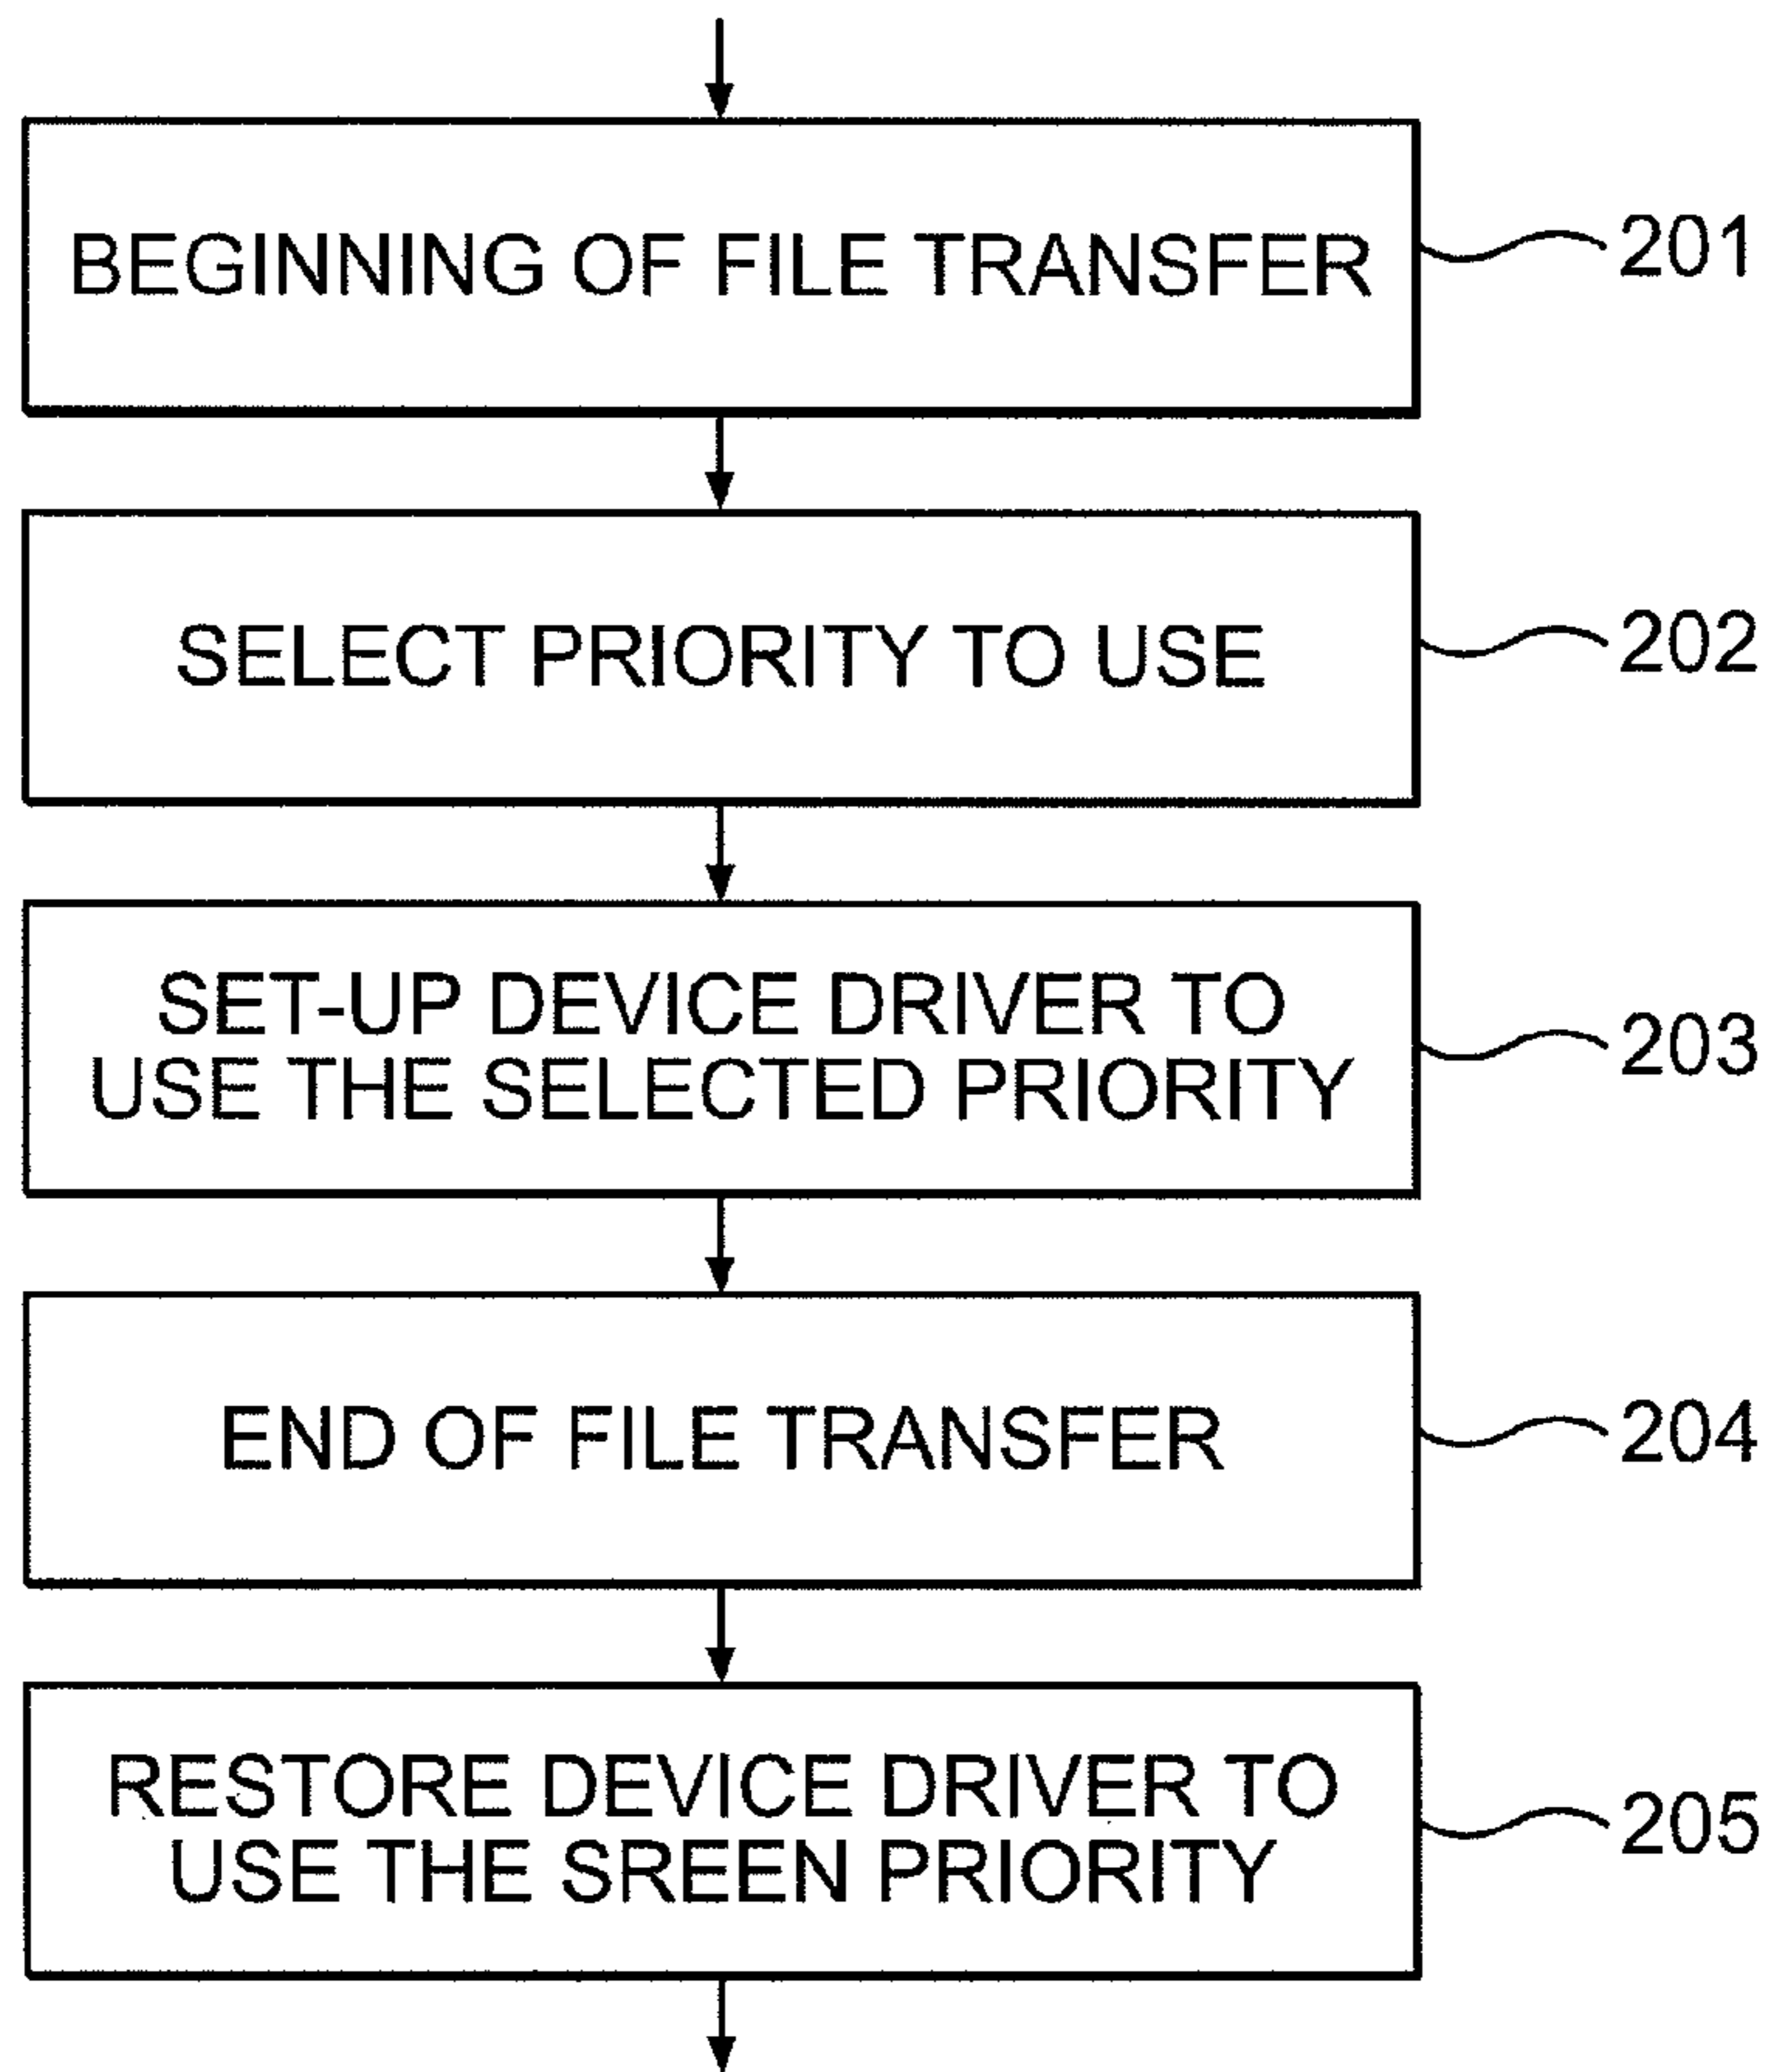 BEGINNING OF FILE TRANSFER
201
SELECT PRIORITY TO USE
202
SET-UP DEVICE DRIVER TO
USE THE SELECTED PRIORITY
203
END OF FILE TRANSFER
204
RESTORE DEVICE DRIVER TO
USE THE SREEN PRIORITY
205